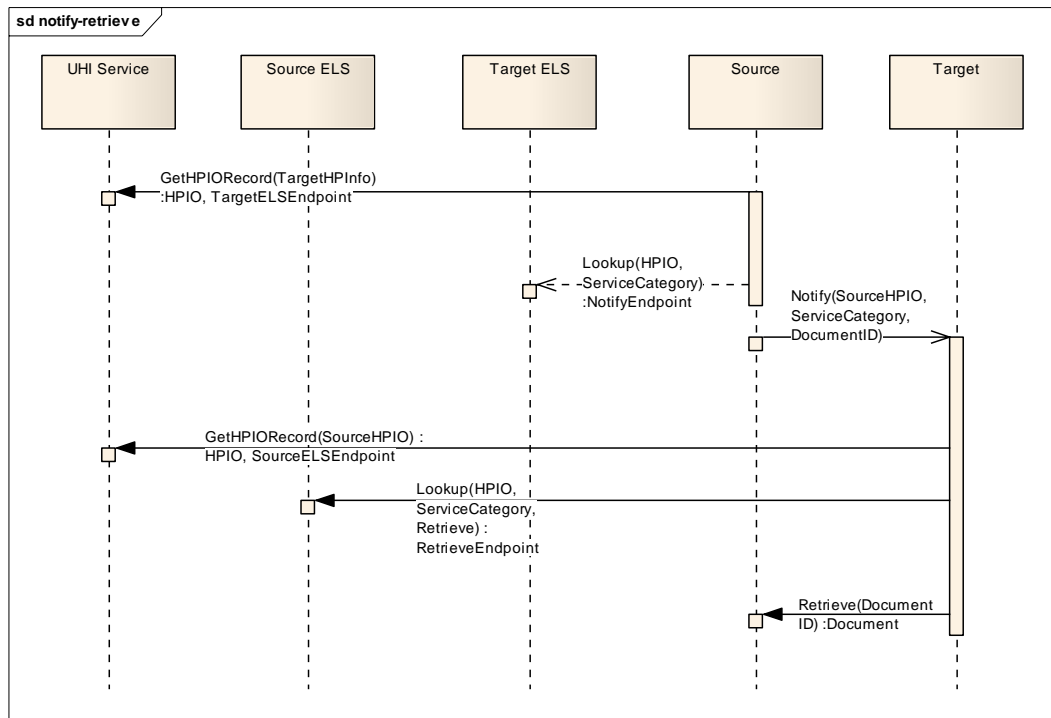 sd notify-retrieve
UHI Service
Source ELS
Target ELS
Source
Target
GetHPIORecord(TargetHPInfo)
:HPIO, TargetELSEndpoint
Lookup(HPIO,
ServiceCategory)
:NotifyEndpoint
Notify(SourceHPIO,
ServiceCategory,
DocumentID)
GetHPIORecord(SourceHPIO) :
HPIO, SourceELSEndpoint
Lookup(HPIO,
ServiceCategory,
Retrieve) :
RetrieveEndpoint
Retrieve(Document
ID) :Document